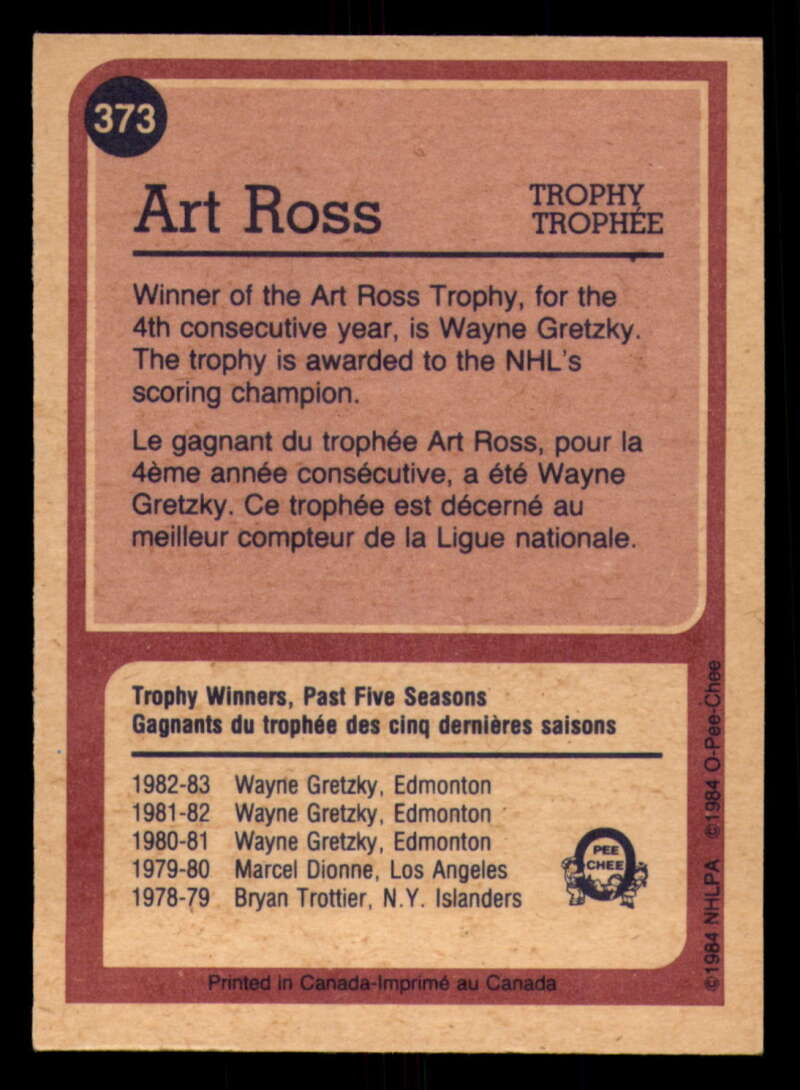 373
Art Ross
TROPHY
TROPHÉE
Winner of the Art Ross Trophy, for the
4th consecutive year, is Wayne Gretzky.
The trophy is awarded to the NHL's
scoring champion.
Le gagnant du trophée Art Ross, pour la
4ème année consécutive, a été Wayne
Gretzky. Ce trophée est décerné au
meilleur compteur de la Ligue nationale.
Trophy Winners, Past Five Seasons
Gagnants du trophée des cinq dernières saisons
1982-83 Wayne Gretzky, Edmonton
1981-82 Wayne Gretzky, Edmonton
1980-81 Wayne Gretzky, Edmonton
1979-80 Marcel Dionne, Los Angeles
1978-79 Bryan Trottier, N.Y. Islanders
O
PEE
CHEE
Printed in Canada-Imprimé au Canada
©1984 NHLPA ©1984 O-Pee-Chee